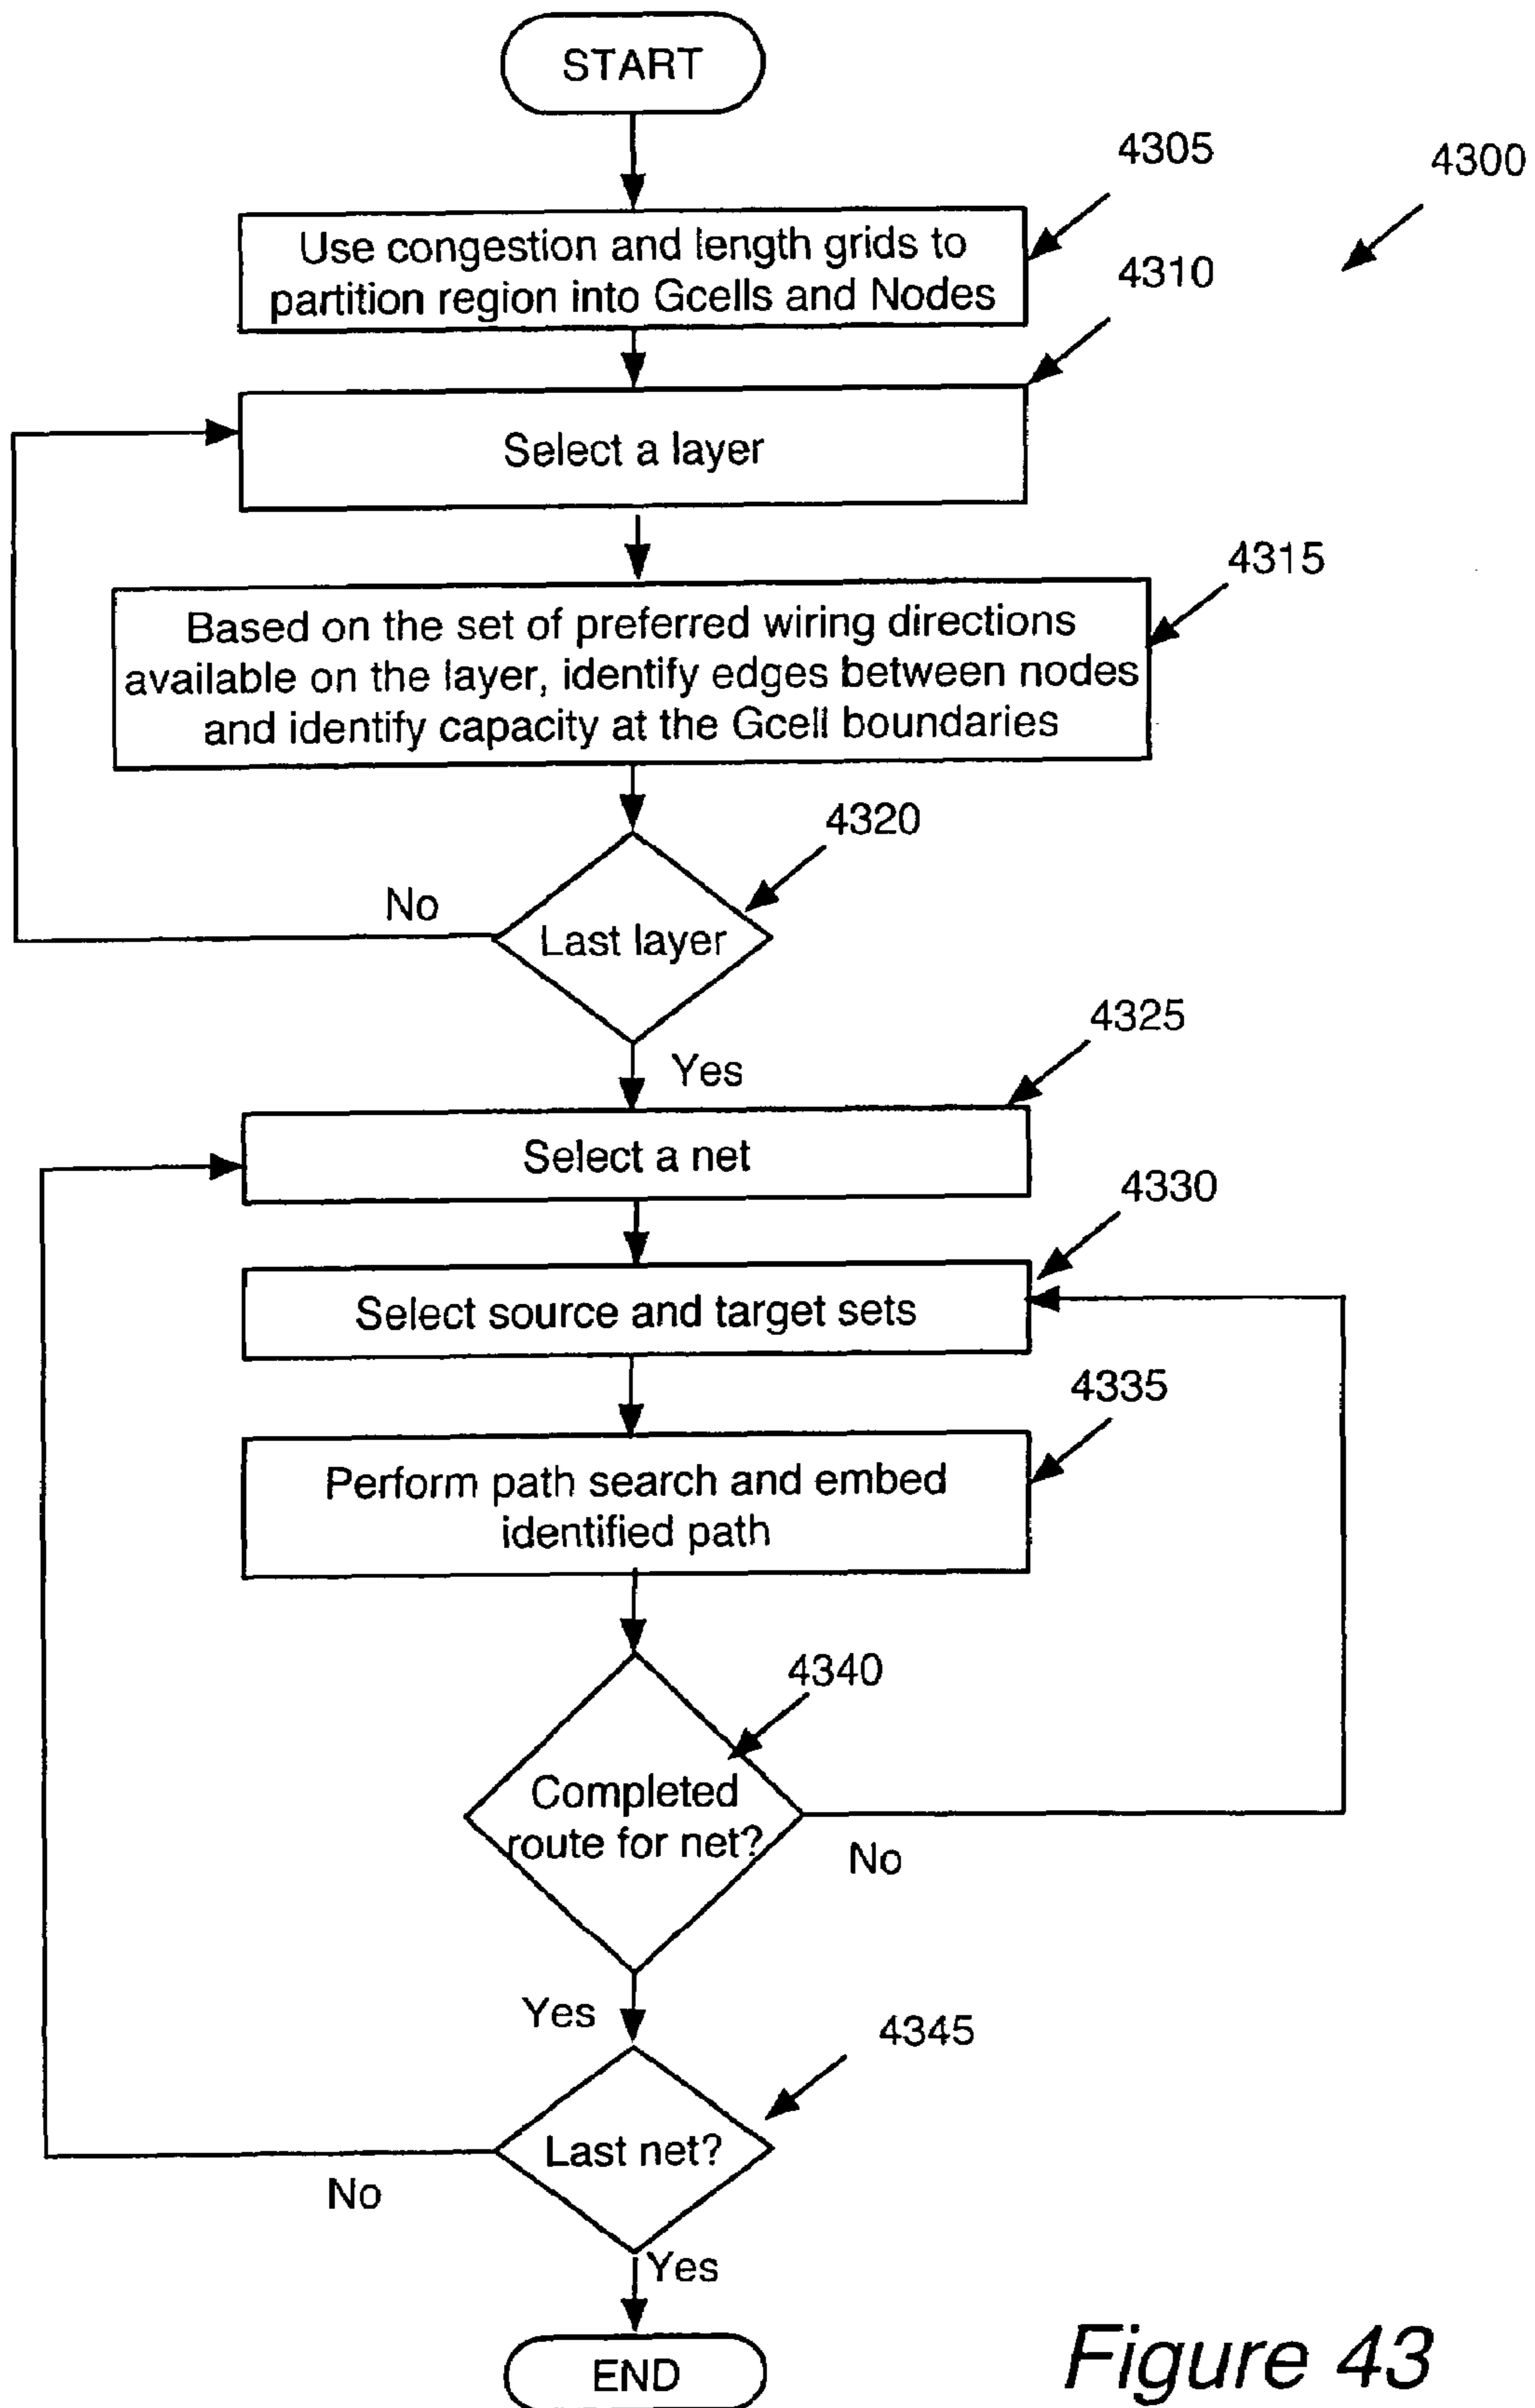 START
4305
4300
Use congestion and length grids to
partition region into Gcells and Nodes
4310
Select a layer
4315
Based on the set of preferred wiring directions
available on the layer, identify edges between nodes
and identify capacity at the Gcell boundaries
4320
No
Last layer
4325
Yes
Select a net
4330
Select source and target sets
4335
Perform path search and embed
identified path
4340
Completed
route for net?
No
Yes
4345
Last net?
No
Yes
END
Figure 43